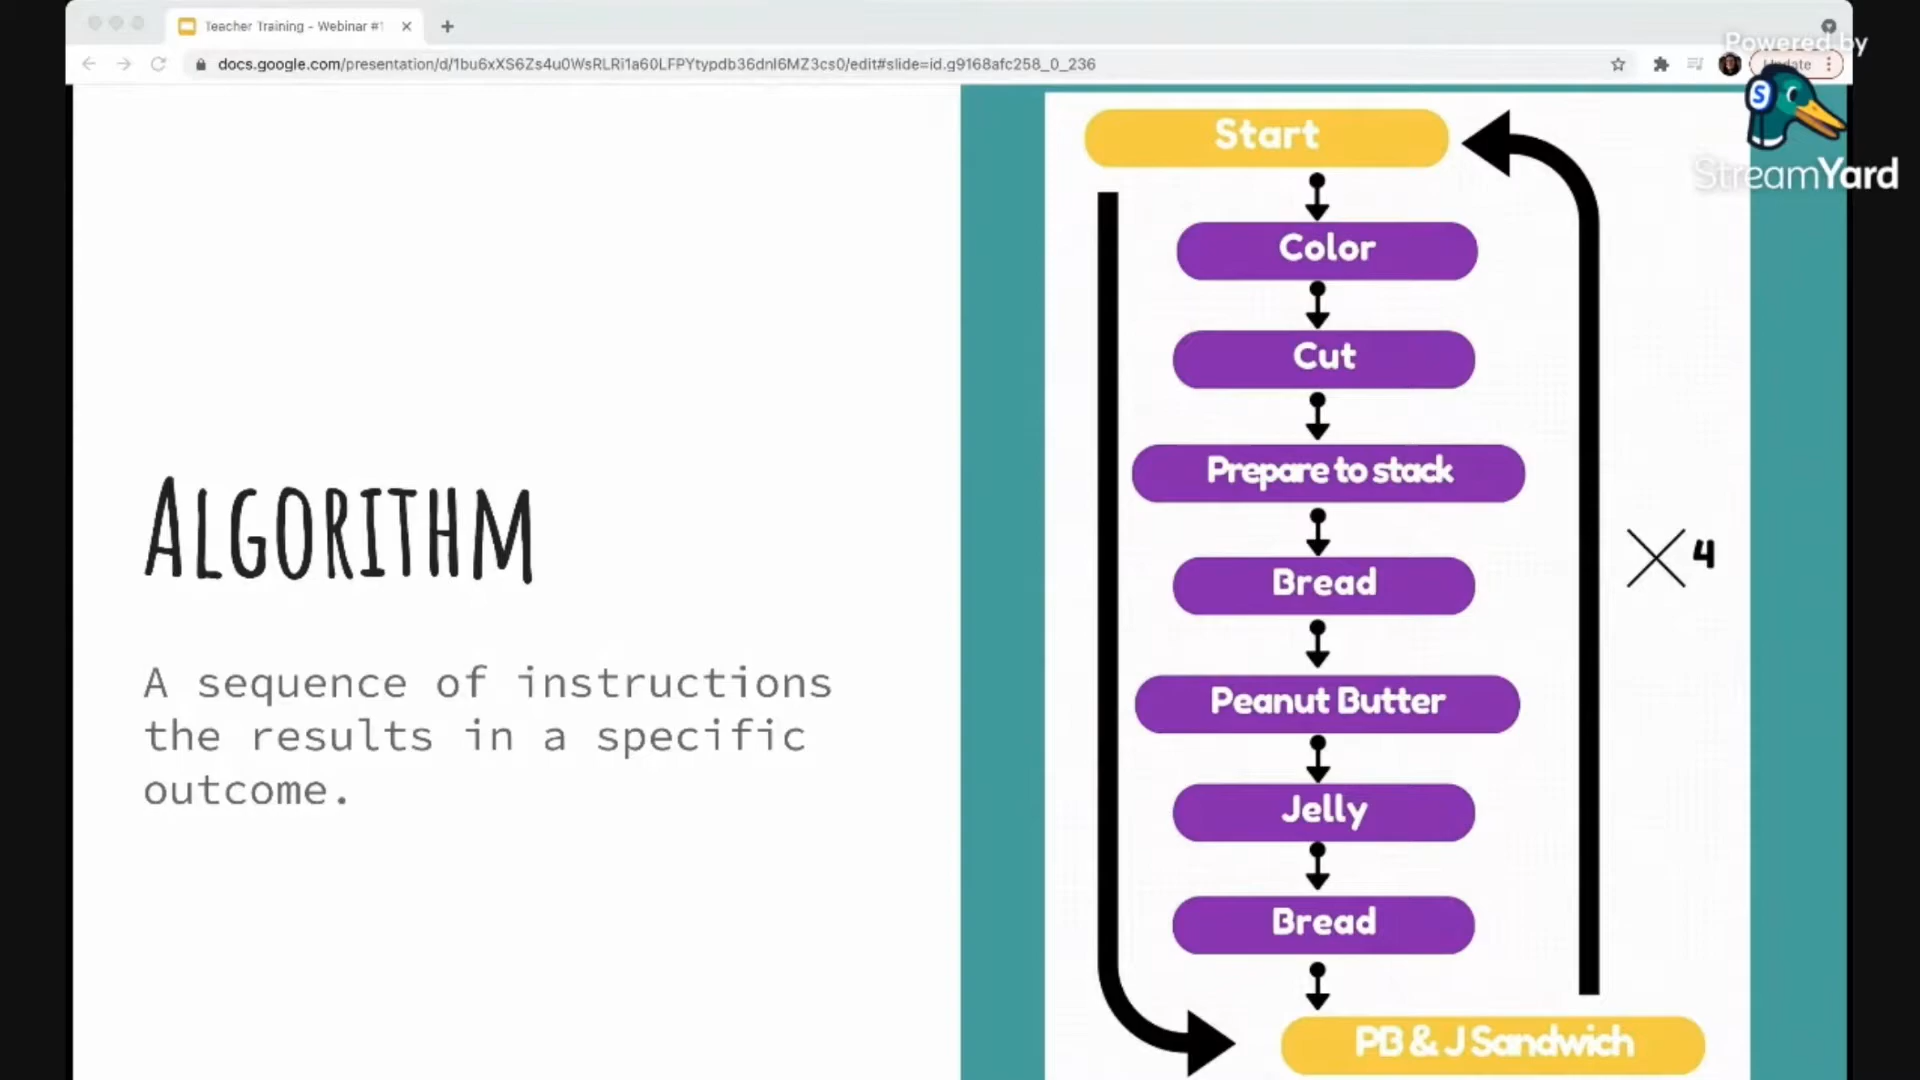 Teacher Training - Webinar #1
docs.google.com/presentation/d/1bu6xXS6Zs4u0WsRLRi1a60LFPYtypdb36dnl6MZ3cs0/edit#slide=id.g9168afc258_0_236
Update
Powered by
S
StreamYard
ALGORITHM
A sequence of instructions
the results in a specific
outcome.
Start
Color
Cut
Prepare to stack
Bread
Peanut Butter
Jelly
Bread
PB & J Sandwich
4